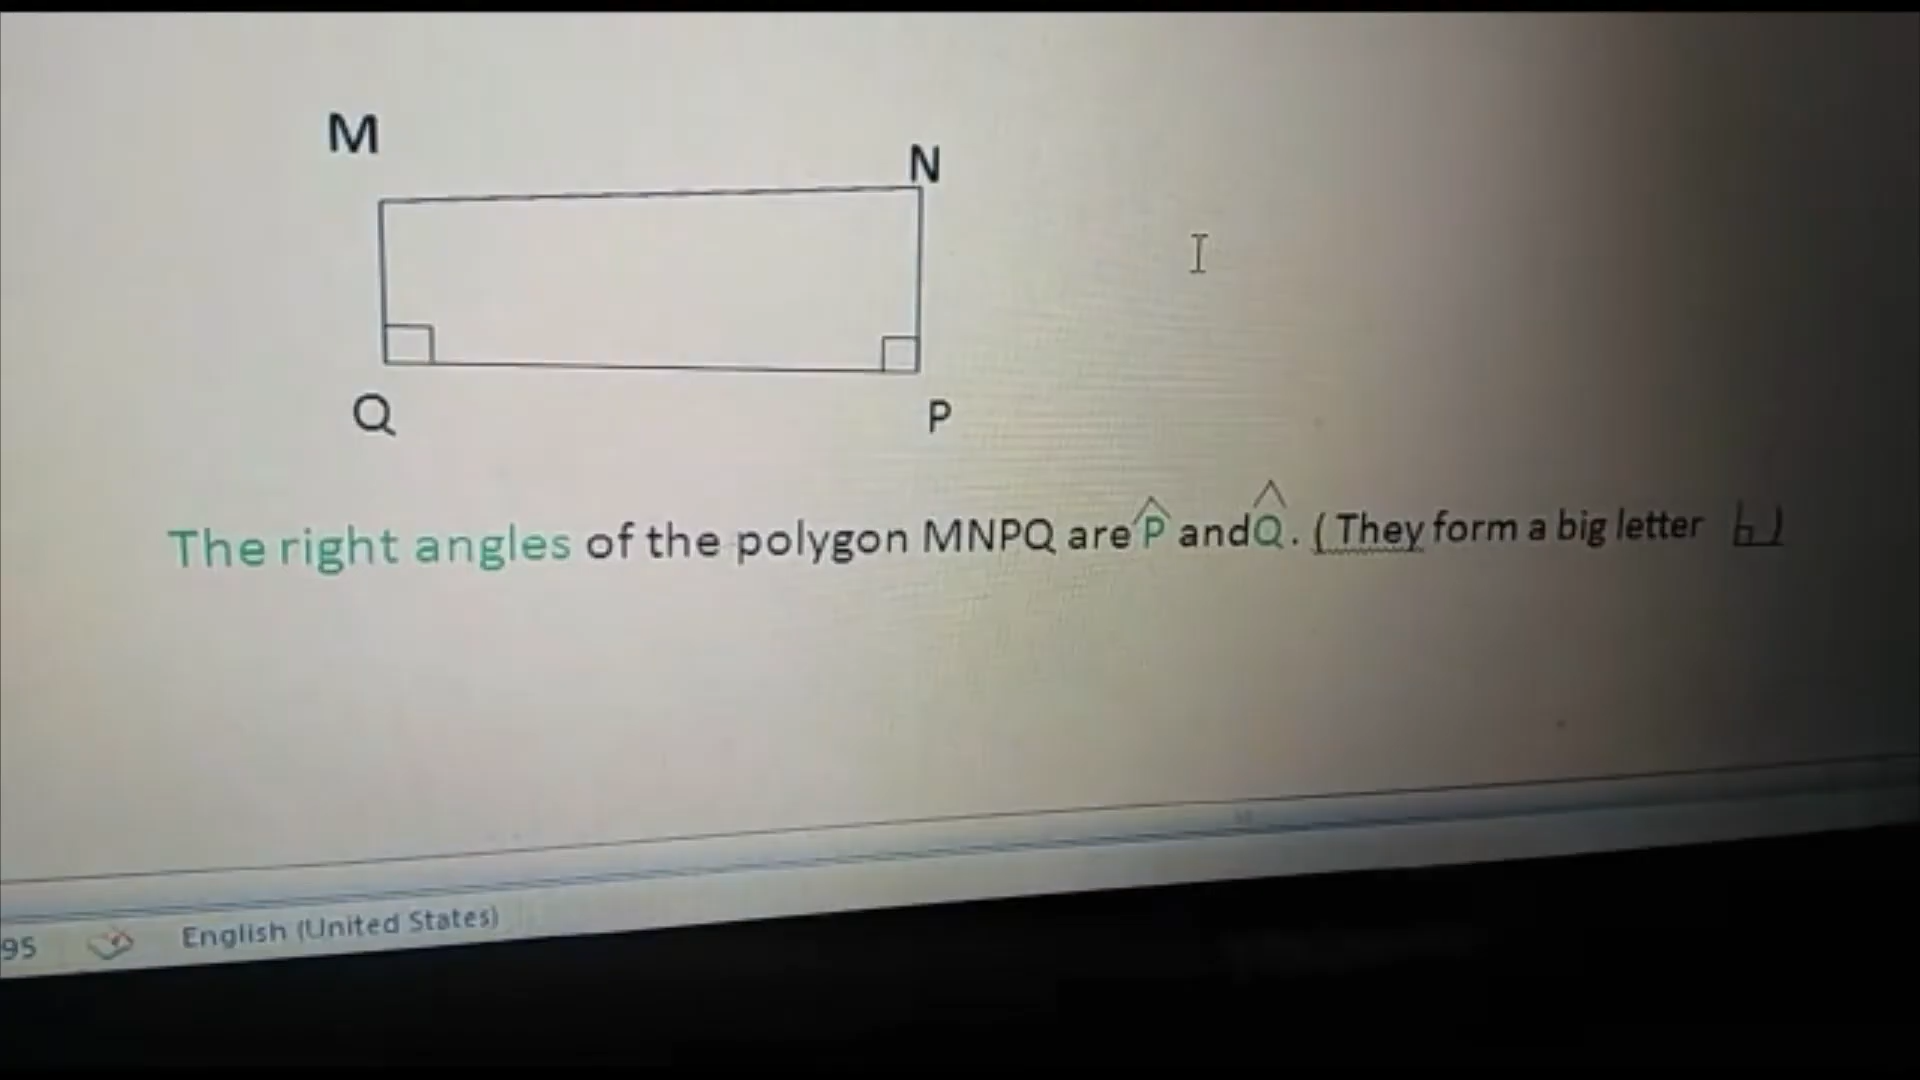 M
N
Q
P
The right angles of the polygon MNPQ are P̂ and Q̂. ( They form a big letter
95 English (United States)